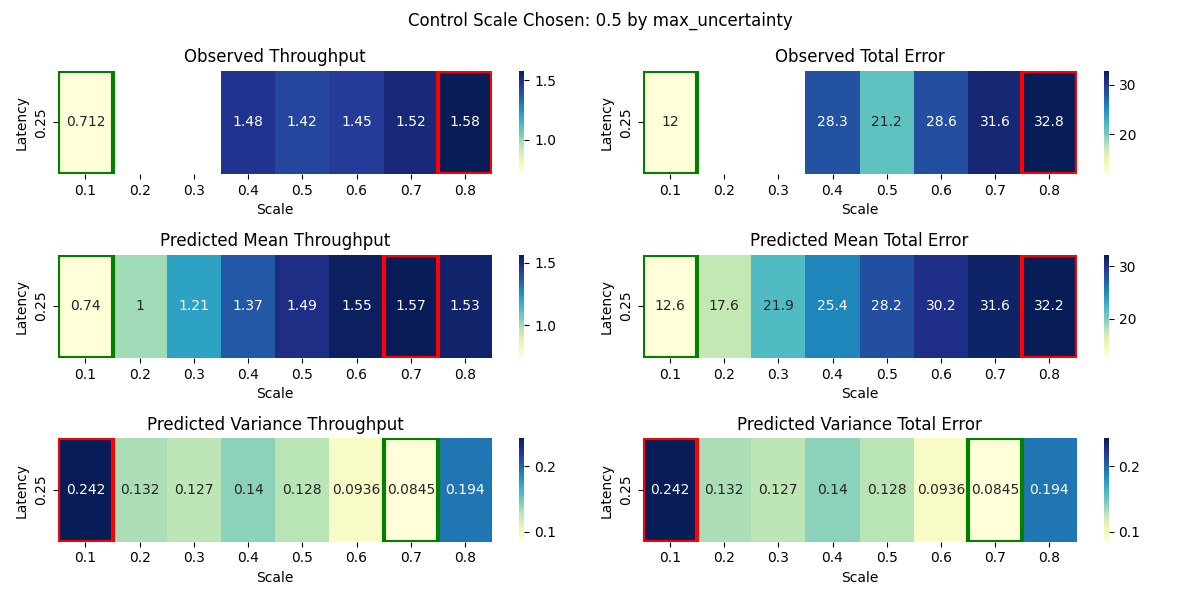 Control Scale Chosen: 0.5 by max_uncertainty
Observed Throughput
Latency
0.25
0.712 1.48 1.42 1.45 1.52 1.58
0.1 0.2 0.3 0.4 0.5 0.6 0.7 0.8
Scale
1.5
1.0
Observed Total Error
Latency
0.25
12 28.3 21.2 28.6 31.6 32.8
0.1 0.2 0.3 0.4 0.5 0.6 0.7 0.8
Scale
30
20
Predicted Mean Throughput
Latency
0.25
0.74 1 1.21 1.37 1.49 1.55 1.57 1.53
0.1 0.2 0.3 0.4 0.5 0.6 0.7 0.8
Scale
1.5
1.0
Predicted Mean Total Error
Latency
0.25
12.6 17.6 21.9 25.4 28.2 30.2 31.6 32.2
0.1 0.2 0.3 0.4 0.5 0.6 0.7 0.8
Scale
30
20
Predicted Variance Throughput
Latency
0.25
0.242 0.132 0.127 0.14 0.128 0.0936 0.0845 0.194
0.1 0.2 0.3 0.4 0.5 0.6 0.7 0.8
Scale
0.2
0.1
Predicted Variance Total Error
Latency
0.25
0.242 0.132 0.127 0.14 0.128 0.0936 0.0845 0.194
0.1 0.2 0.3 0.4 0.5 0.6 0.7 0.8
Scale
0.2
0.1